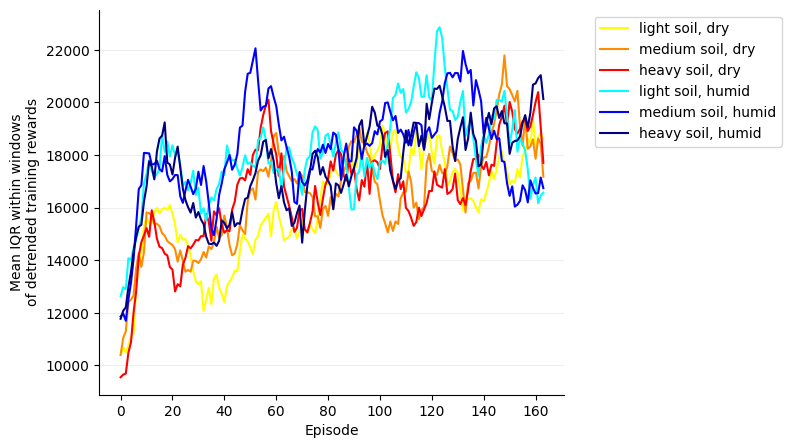 Mean IQR within windows
of detrended training rewards
22000
20000
18000
16000
14000
12000
10000
0 20 40 60 80 100 120 140 160
Episode
light soil, dry
medium soil, dry
heavy soil, dry
light soil, humid
medium soil, humid
heavy soil, humid